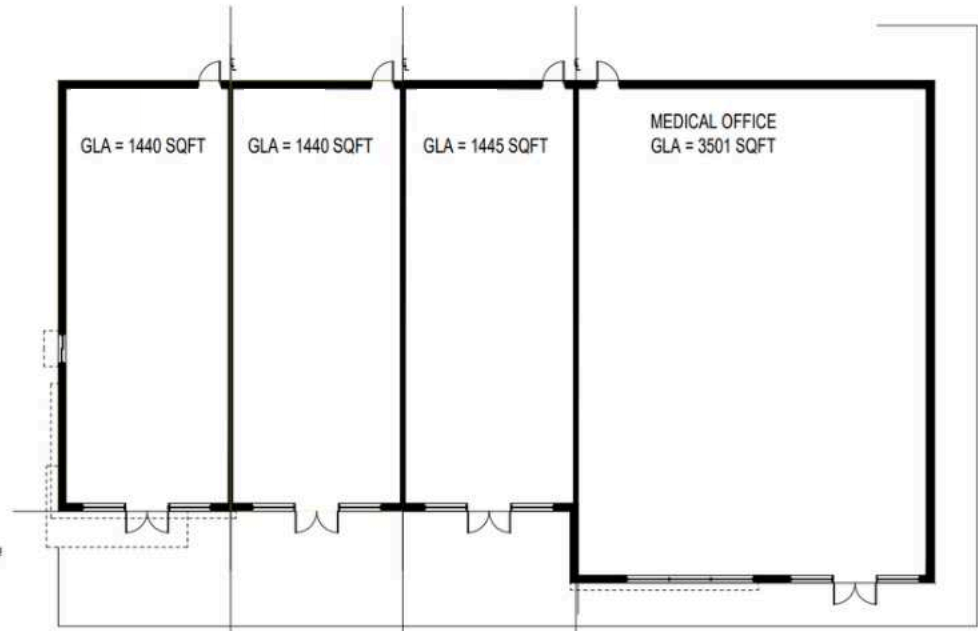 GLA = 1440 SQFT
GLA = 1440 SQFT
GLA = 1445 SQFT
MEDICAL OFFICE
GLA = 3501 SQFT